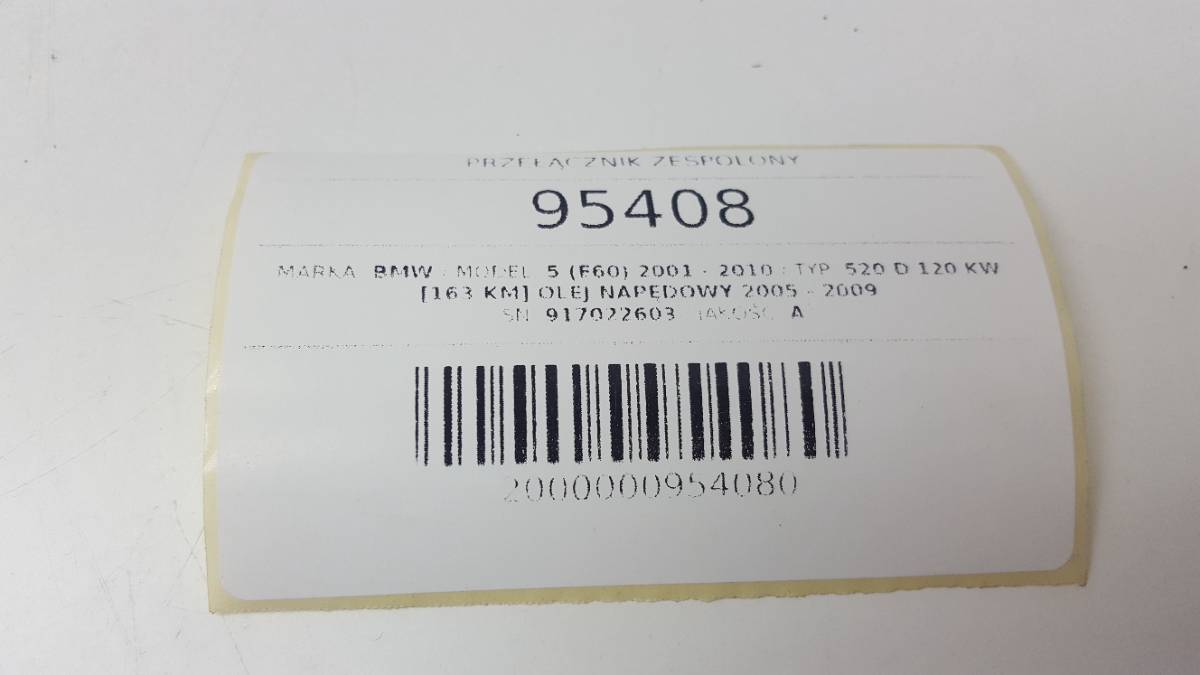 PRZEŁĄCZNIK ZESPOLONY
95408
MARKA: BMW : MODEL: 5 (E60) 2001 - 2010 : TYP: 520 D 120 KW
[163 KM] OLEJ NAPĘDOWY 2005 - 2009
SN: 917022603 JAKOŚĆ: A
2000000954080